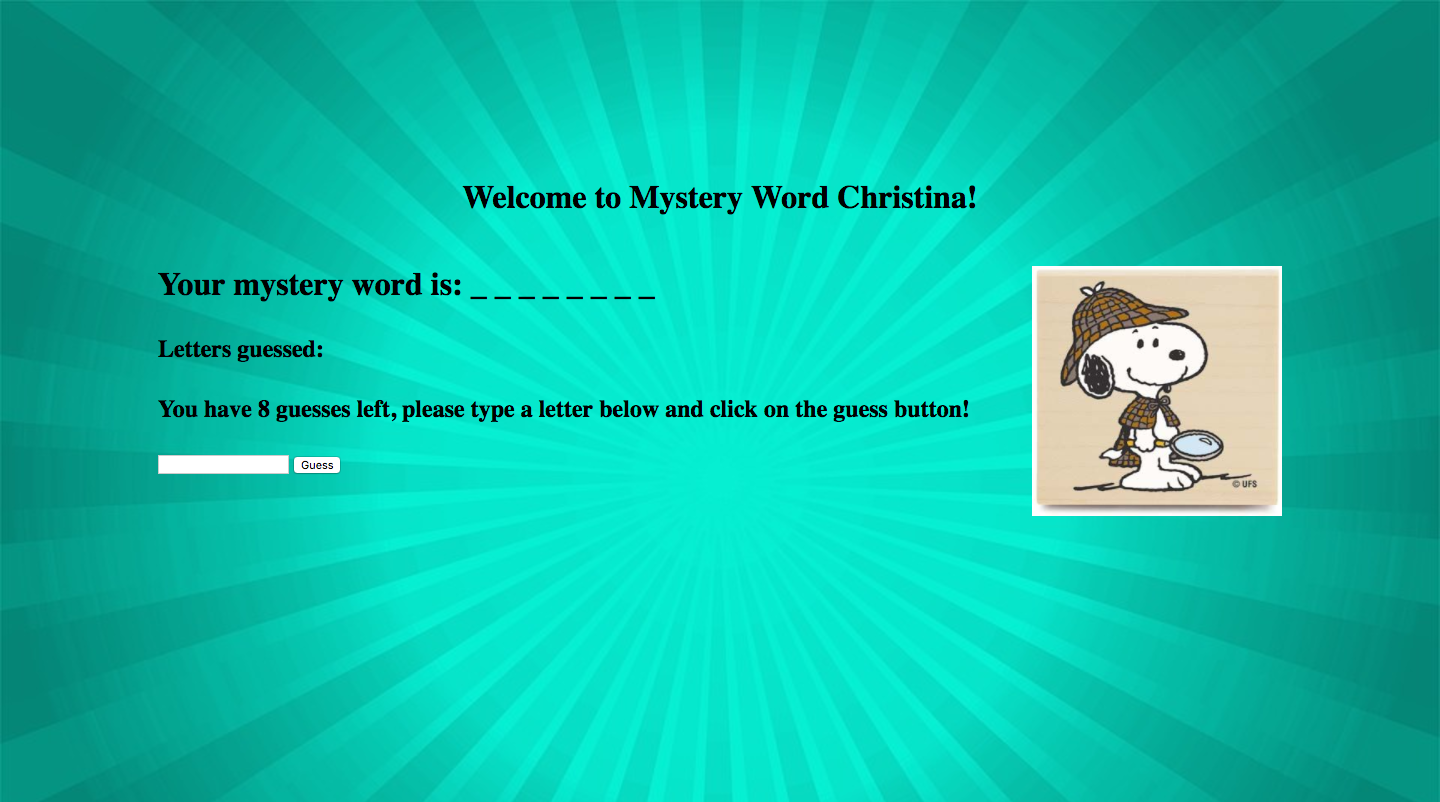 Welcome to Mystery Word Christina!
Your mystery word is: _ _ _ _ _ _ _ _
Letters guessed:
You have 8 guesses left, please type a letter below and click on the guess button!
Guess
© UFS